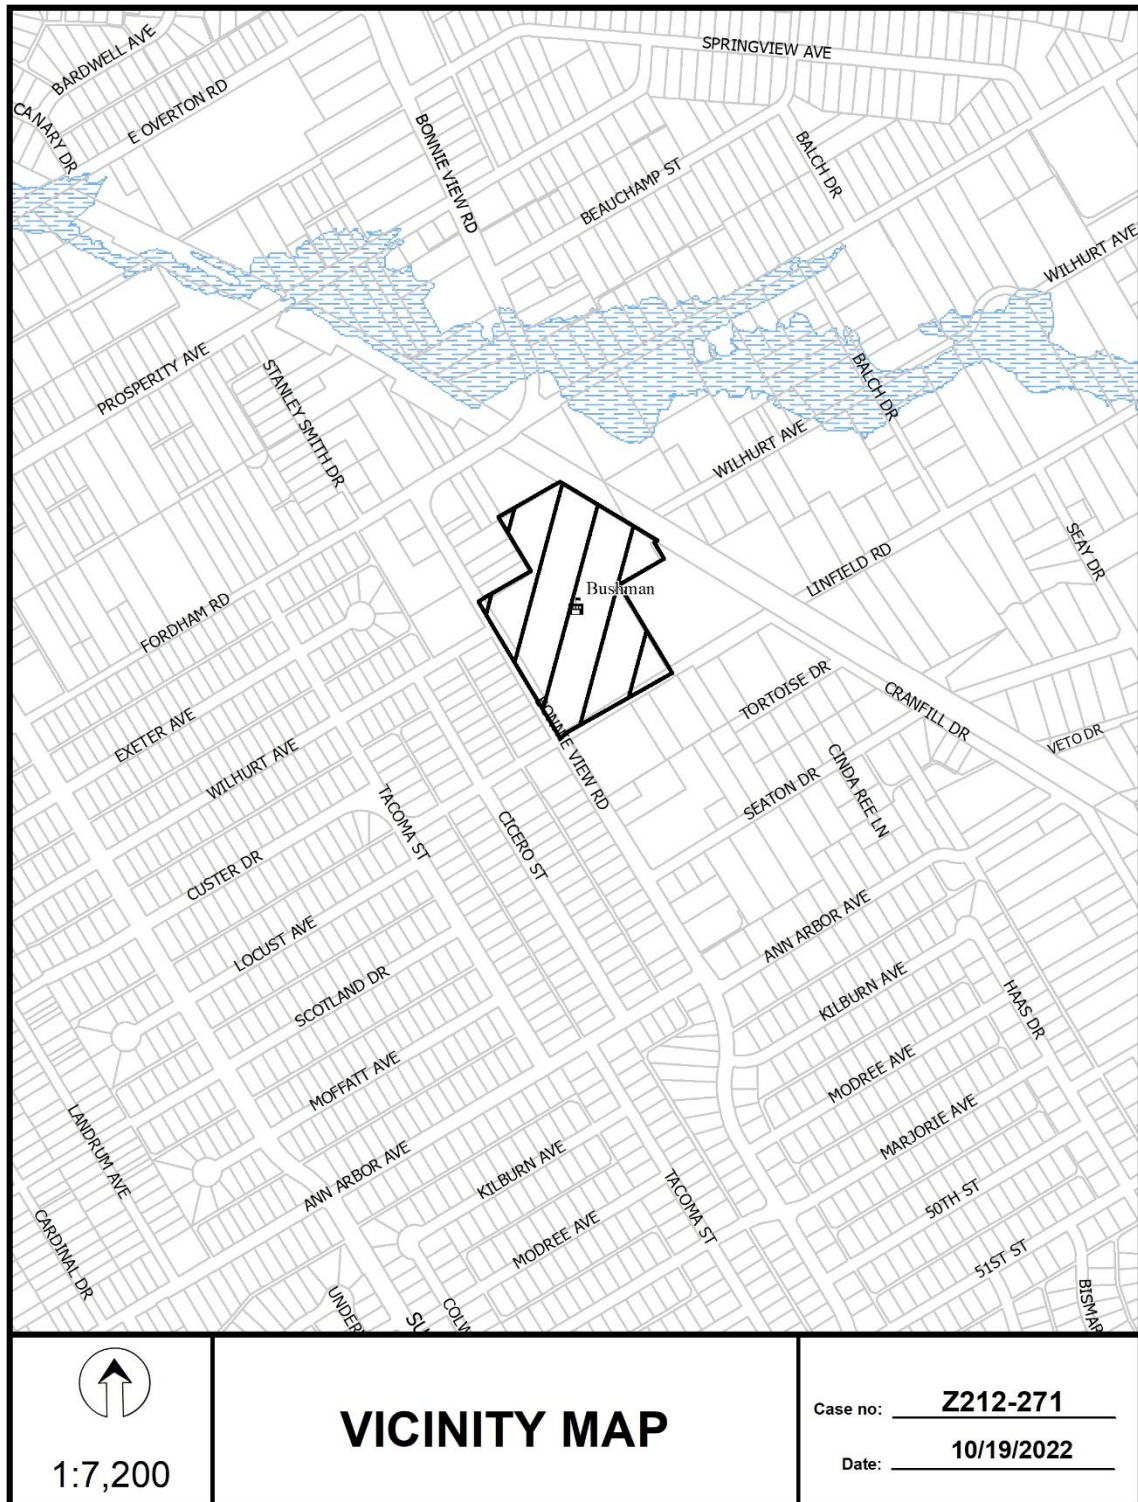 BARDWELL AVE
SPRINGVIEW AVE
E OVERTON RD
CANARY DR
BONNIE VIEW RD
BALCH DR
BEAUCHAMP ST
WILHURT AVE
PROSPERITY AVE
STANLEY SMITH DR
BALCH DR
WILHURT AVE
SEAY DR
LINFIELD RD
Bushman
FORDHAM RD
TORTOISE DR
CRANFILL DR
EXETER AVE
BONNIE VIEW RD
VETO DR
WILHURT AVE
CINDA REE LN
SEATON DR
TACOMA ST
CICERO ST
CUSTER DR
LOCUST AVE
ANN ARBOR AVE
SCOTLAND DR
KILBURN AVE
HAAS DR
MOFFATT AVE
MODREE AVE
LANDRUM AVE
MARJORIE AVE
ANN ARBOR AVE
KILBURN AVE
TACOMA ST
50TH ST
CARDINAL DR
MODREE AVE
51ST ST
UNDER
SU
COLW
BISMAR
1:7,200
VICINITY MAP
Case no: Z212-271
Date: 10/19/2022